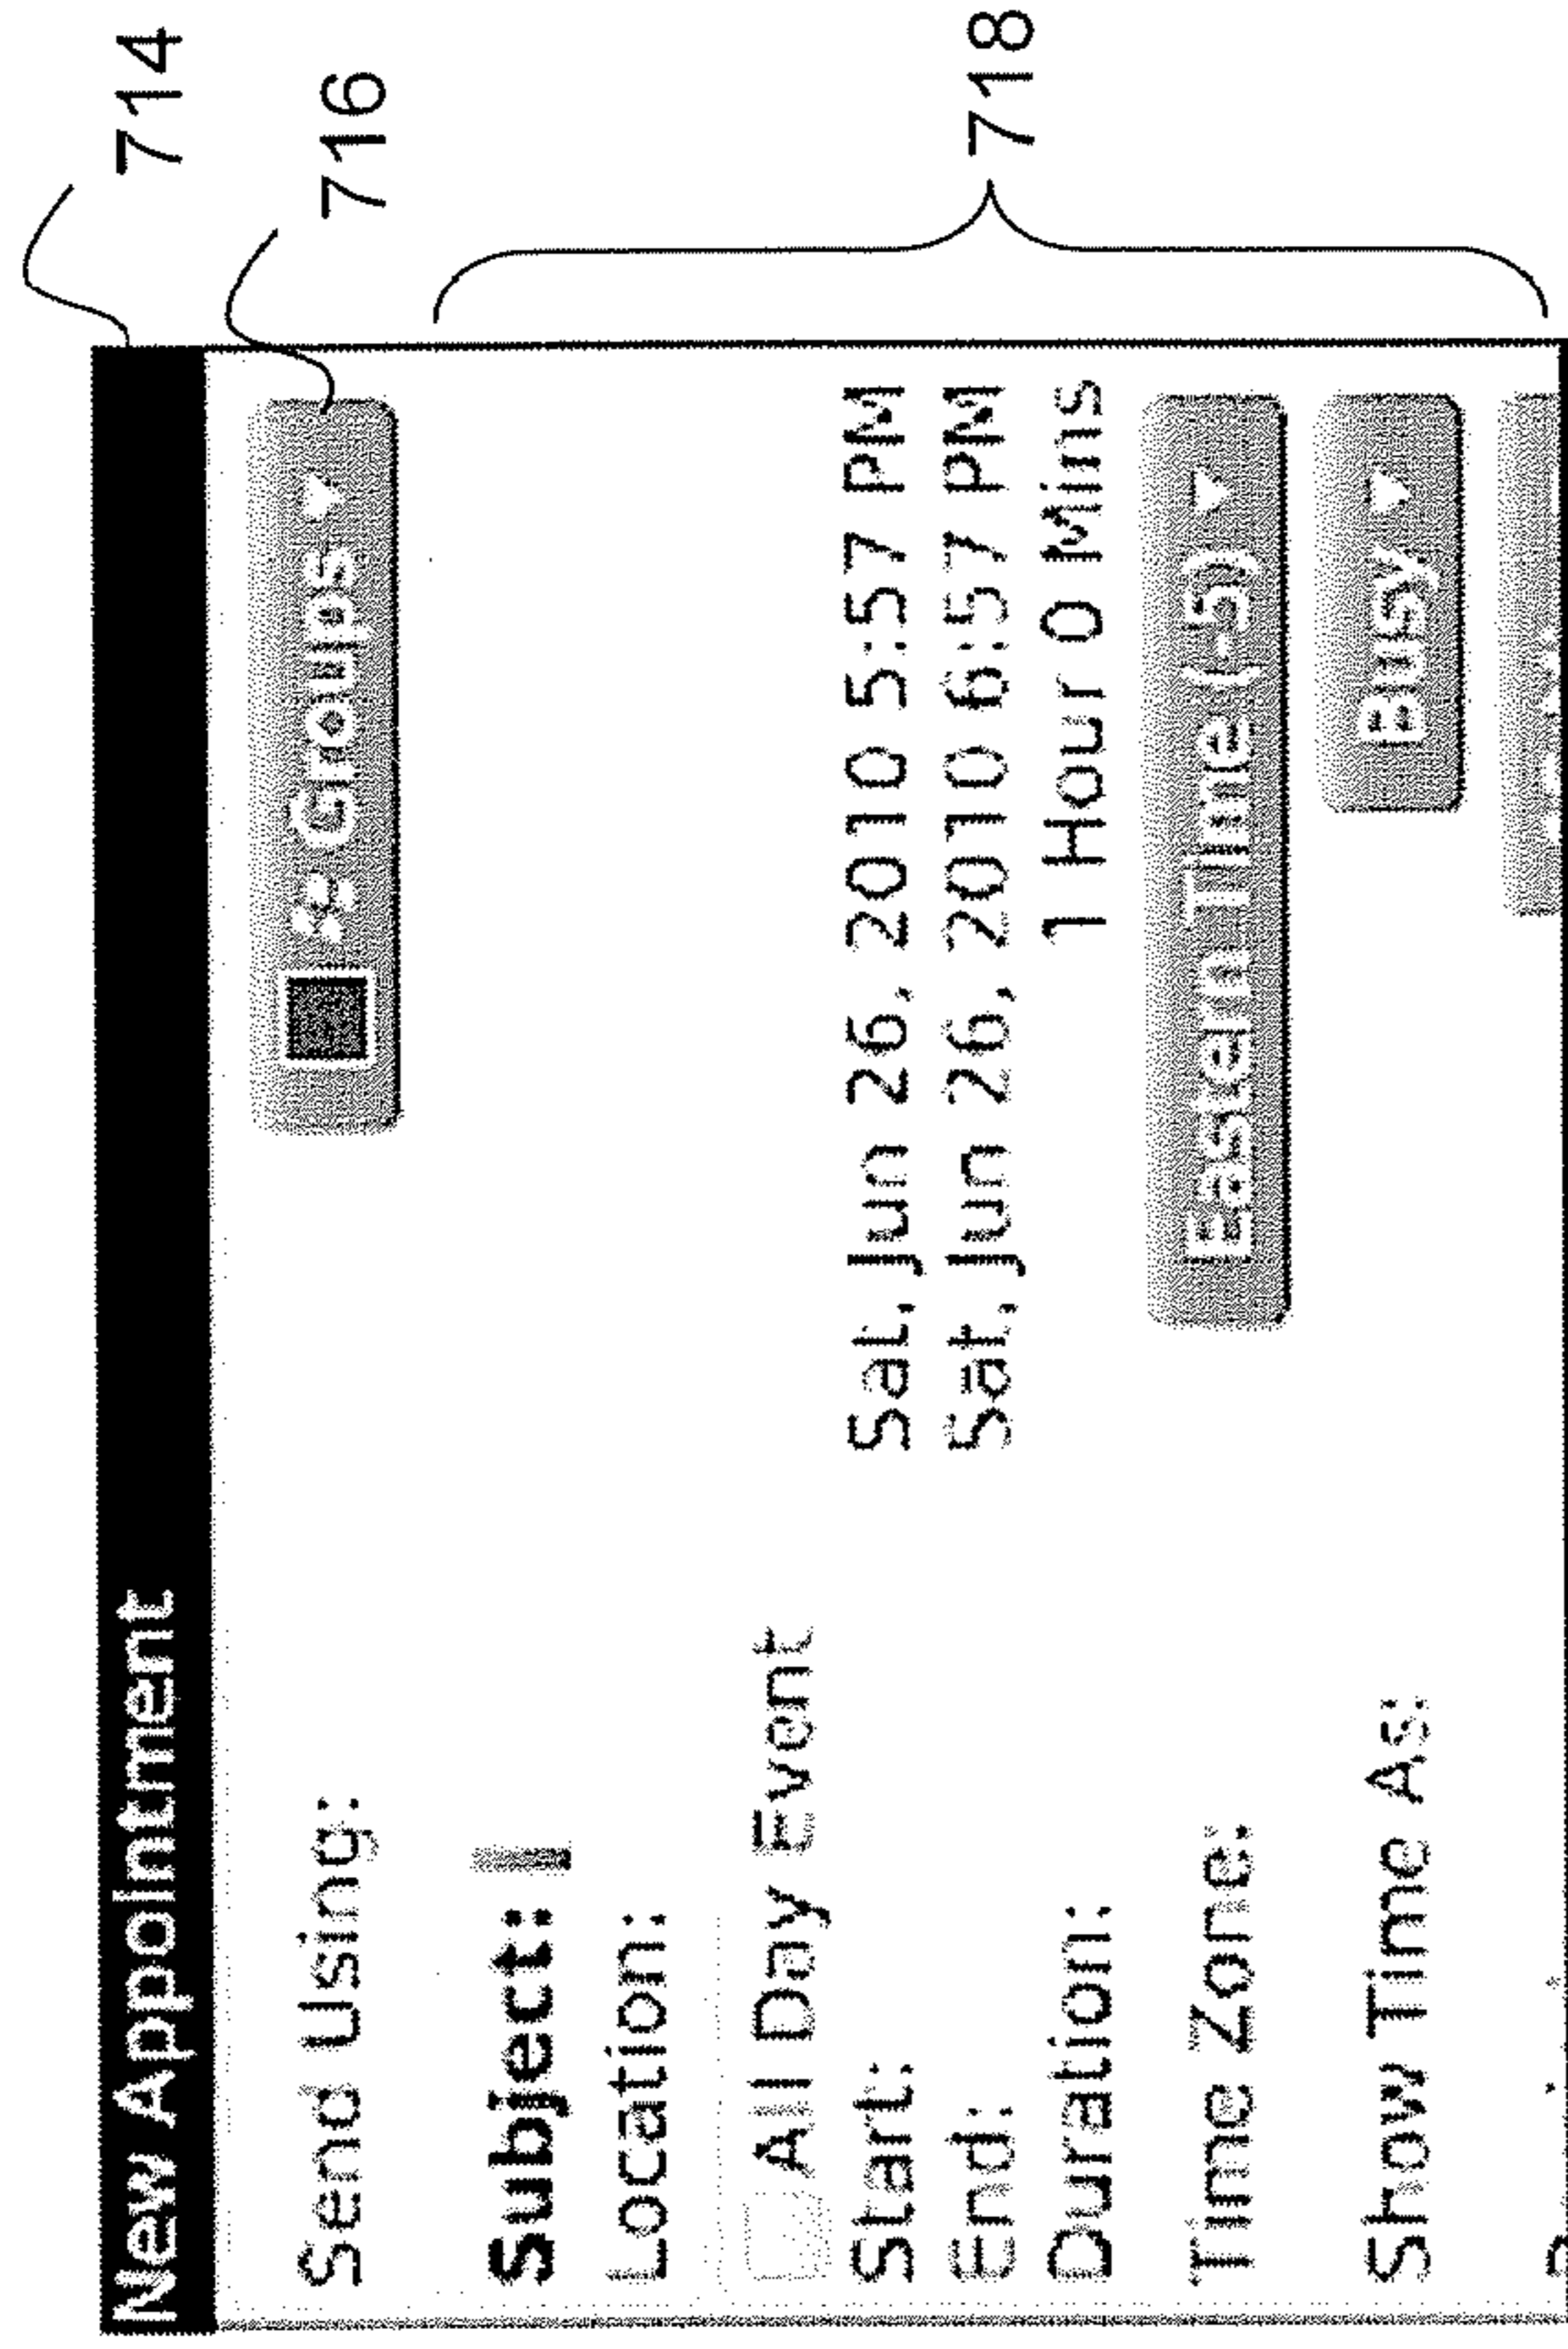 New Appointment
714
Send Using: Groups
716
Subject:
Location:
All Day Event
Start: Sat, Jun 26, 2010 5:57 PM
End: Sat, Jun 26, 2010 6:57 PM
Duration: 1 Hour 0 Mins
Time Zone: Eastern Time (-5)
Show Time As: Busy
718